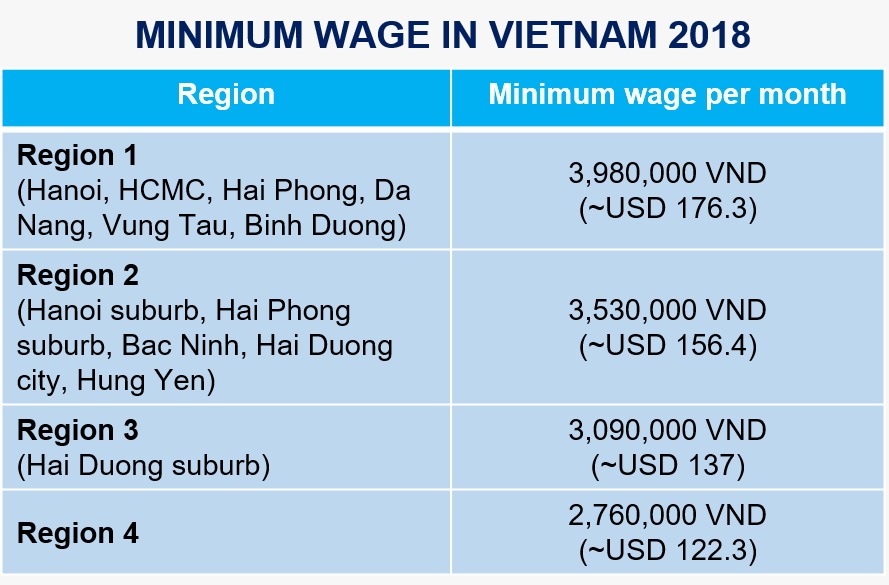 MINIMUM WAGE IN VIETNAM 2018
Region
Minimum wage per month
Region 1
(Hanoi, HCMC, Hai Phong, Da
Nang, Vung Tau, Binh Duong)
3,980,000 VND
(~USD 176.3)
Region 2
(Hanoi suburb, Hai Phong
suburb, Bac Ninh, Hai Duong
city, Hung Yen)
3,530,000 VND
(~USD 156.4)
Region 3
(Hai Duong suburb)
3,090,000 VND
(~USD 137)
Region 4
2,760,000 VND
(~USD 122.3)